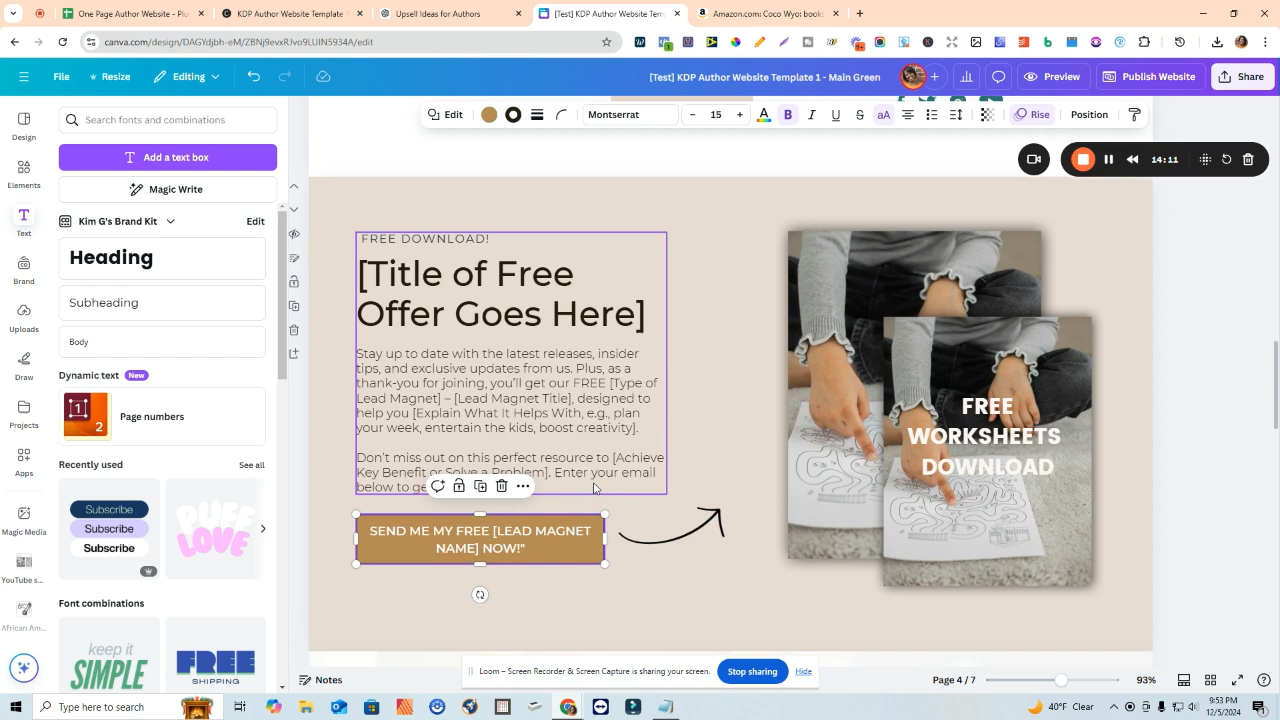 One Page Author Website - Plu
KDP Author Website Template
Upsell Ideas for Authors
[Test] KDP Author Website Tem
Amazon.com: Coco Wyo: book
canva.com/design/DAGYdjbh-eM/ZBNj9evxRJvo9LUIN5934A/edit
File
Resize
Editing
[Test] KDP Author Website Template 1 - Main Green
Preview
Publish Website
Share
Design
Elements
Text
Brand
Uploads
Draw
Projects
Apps
Magic Media
YouTube s...
African Am...
Search fonts and combinations
Add a text box
Magic Write
Kim G's Brand Kit
Edit
Heading
Subheading
Body
Dynamic text
New
1
2
Page numbers
Recently used
See all
Subscribe
Subscribe
Subscribe
PUFF
LOVE
Font combinations
keep it
SIMPLE
FREE
SHIPPING
Edit
Montserrat
– 15 +
A
B
I
U
S
aA
Rise
Position
14:11
FREE DOWNLOAD!
[Title of Free
Offer Goes Here]
Stay up to date with the latest releases, insider
tips, and exclusive updates from us. Plus, as a
thank-you for joining, you'll get our FREE [Type of
Lead Magnet] – [Lead Magnet Title], designed to
help you [Explain What It Helps With, e.g., plan
your week, entertain the kids, boost creativity].
Don't miss out on this perfect resource to [Achieve
Key Benefit or Solve a Problem]. Enter your email
below to ge
SEND ME MY FREE [LEAD MAGNET
NAME] NOW!"
FREE
WORKSHEETS
DOWNLOAD
Loom – Screen Recorder & Screen Capture is sharing your screen.
Stop sharing
Hide
Notes
Page 4 / 7
93%
Type here to search
40°F Clear
9:53 PM
12/5/2024